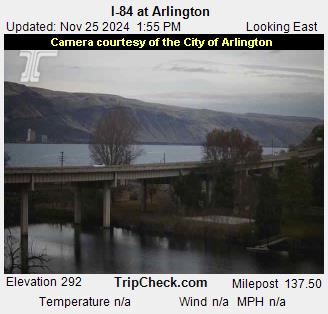 I-84 at Arlington
Updated: Nov 25 2024 1:55 PM Looking East
Camera courtesy of the City of Arlington
Elevation 292 TripCheck.com Milepost 137.50
Temperature n/a Wind n/a MPH n/a